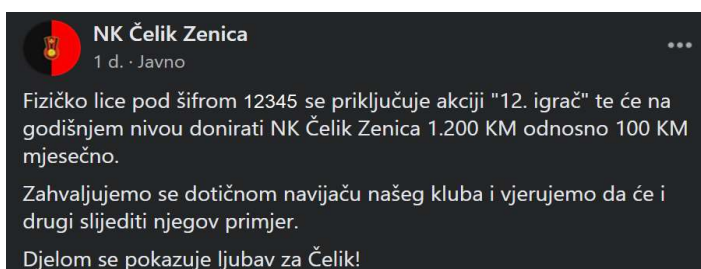 NK Čelik Zenica
1 d. · Javno
Fizičko lice pod šifrom 12345 se priključuje akciji "12. igrač" te će na
godišnjem nivou donirati NK Čelik Zenica 1.200 KM odnosno 100 KM
mjesečno.
Zahvaljujemo se dotičnom navijaču našeg kluba i vjerujemo da će i
drugi slijediti njegov primjer.
Djelom se pokazuje ljubav za Čelik!